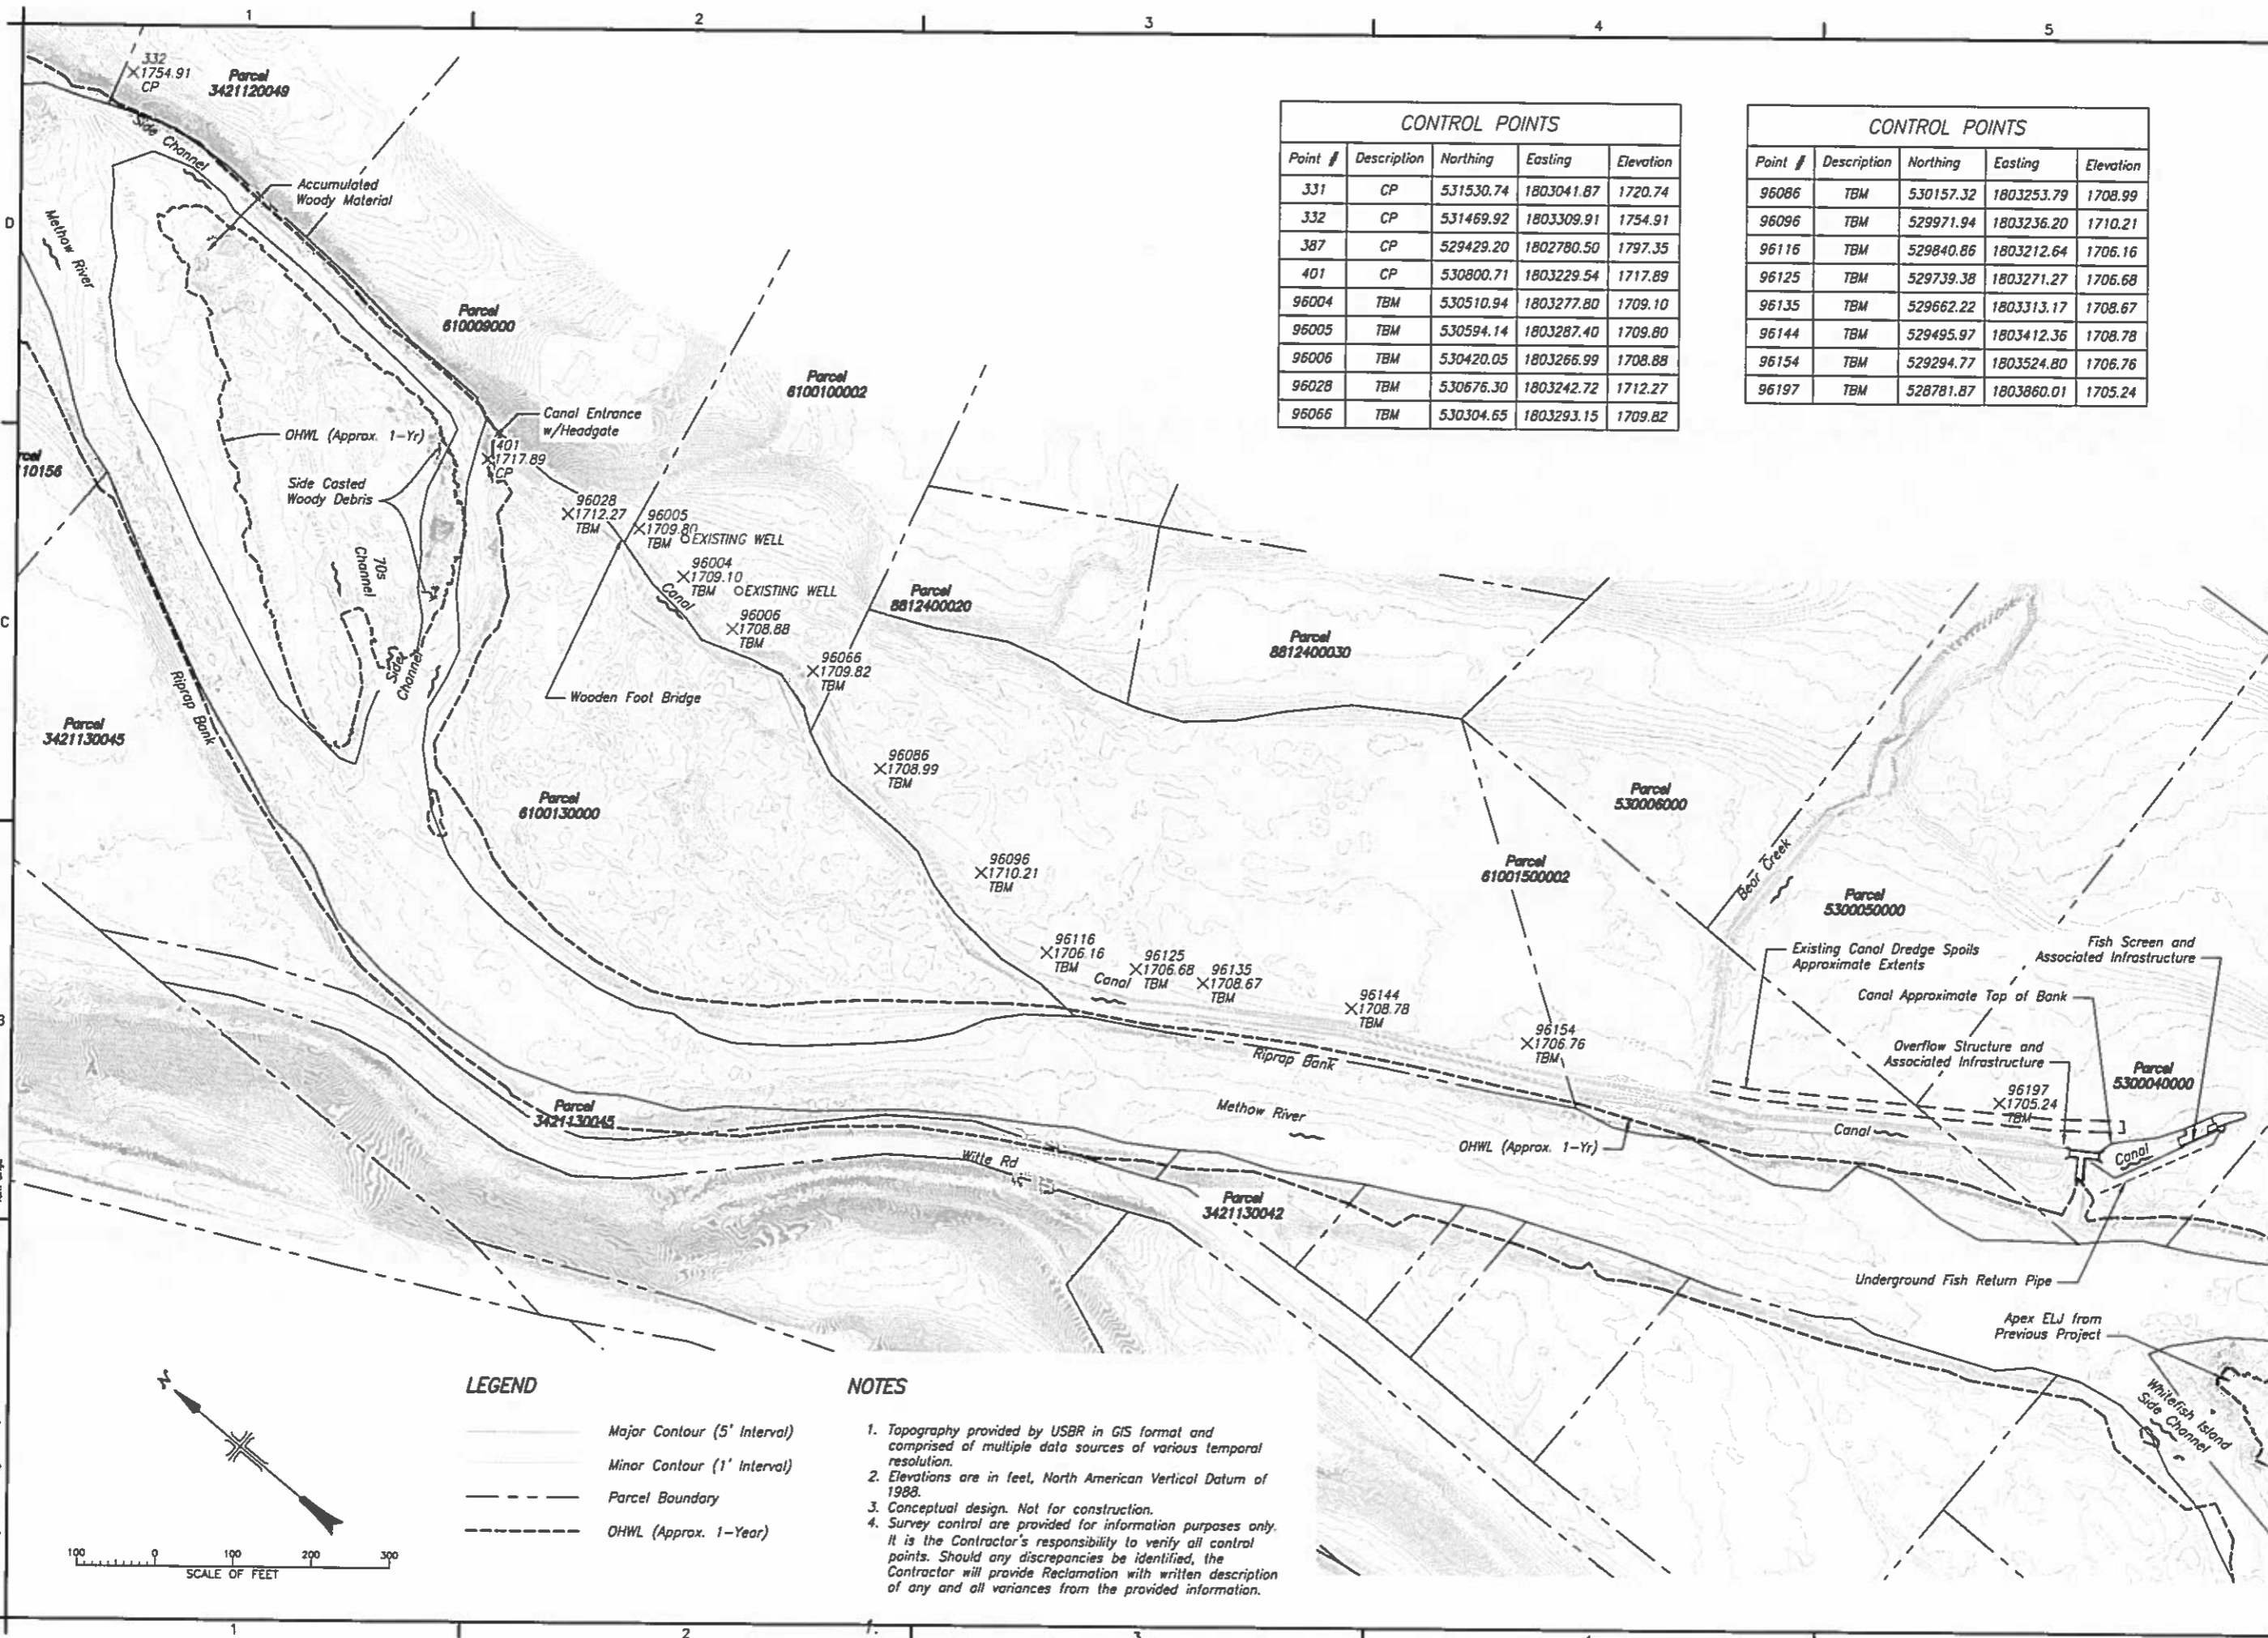 1 2 3 4 5
332
1754.91
CP
Parcel
3421120049
Side Channel
Accumulated
Woody Material
D
Methow River
Parcel
610009000
Parcel
6100100002
Canal Entrance
w/Headgate
OHWL (Approx. 1-Yr)
401
1717.89
CP
rcel
10156
Side Casted
Woody Debris
96028
1712.27
TBM
96005
1709.80
TBM
EXISTING WELL
96004
1709.10
TBM
EXISTING WELL
Canal
96006
1708.88
TBM
70s
Channel
C
Side
Channel
96066
1709.82
TBM
Riprap Bank
Wooden Foot Bridge
Parcel
3421130045
Parcel
8812400020
Parcel
8812400030
CONTROL POINTS
Point # Description Northing Easting Elevation
331 CP 531530.74 1803041.87 1720.74
332 CP 531469.92 1803309.91 1754.91
387 CP 529429.20 1802780.50 1797.35
401 CP 530800.71 1803229.54 1717.89
96004 TBM 530510.94 1803277.80 1709.10
96005 TBM 530594.14 1803287.40 1709.80
96006 TBM 530420.05 1803266.99 1708.88
96028 TBM 530676.30 1803242.72 1712.27
96066 TBM 530304.65 1803293.15 1709.82
CONTROL POINTS
Point # Description Northing Easting Elevation
96086 TBM 530157.32 1803253.79 1708.99
96096 TBM 529971.94 1803236.20 1710.21
96116 TBM 529840.86 1803212.64 1706.16
96125 TBM 529739.38 1803271.27 1706.68
96135 TBM 529662.22 1803313.17 1708.67
96144 TBM 529495.97 1803412.36 1708.78
96154 TBM 529294.77 1803524.80 1706.76
96197 TBM 528781.87 1803860.01 1705.24
96086
1708.99
TBM
Parcel
6100130000
Parcel
530006000
96096
1710.21
TBM
Parcel
61001500002
Bear Creek
Parcel
5300050000
96116
1706.16
TBM
96125
1706.68
TBM
96135
1708.67
TBM
Canal
96144
1708.78
TBM
96154
1706.76
TBM
Existing Canal Dredge Spoils
Approximate Extents
Fish Screen and
Associated Infrastructure
Canal Approximate Top of Bank
Overflow Structure and
Associated Infrastructure
Parcel
5300040000
96197
1705.24
TBM
B
Riprap Bank
Parcel
3421130045
Methow River
OHWL (Approx. 1-Yr)
Canal
Canal
Witte Rd
Parcel
3421130042
Underground Fish Return Pipe
Apex ELJ from
Previous Project
Whitefish Island
Side Channel
A
N
100 0 100 200 300
SCALE OF FEET
LEGEND
Major Contour (5' Interval)
Minor Contour (1' Interval)
Parcel Boundary
OHWL (Approx. 1-Year)
NOTES
1. Topography provided by USBR in GIS format and
comprised of multiple data sources of various temporal
resolution.
2. Elevations are in feet, North American Vertical Datum of
1988.
3. Conceptual design. Not for construction.
4. Survey control are provided for information purposes only.
It is the Contractor's responsibility to verify all control
points. Should any discrepancies be identified, the
Contractor will provide Reclamation with written description
of any and all variances from the provided information.
1 2 3